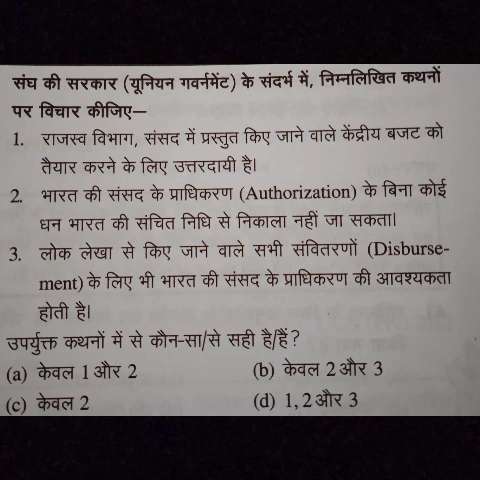 संघ की सरकार (यूनियन गवर्नमेंट) के संदर्भ में, निम्नलिखित कथनों
पर विचार कीजिए—
1. राजस्व विभाग, संसद में प्रस्तुत किए जाने वाले केंद्रीय बजट को
तैयार करने के लिए उत्तरदायी है।
2. भारत की संसद के प्राधिकरण (Authorization) के बिना कोई
धन भारत की संचित निधि से निकाला नहीं जा सकता।
3. लोक लेखा से किए जाने वाले सभी संवितरणों (Disburse-
ment) के लिए भी भारत की संसद के प्राधिकरण की आवश्यकता
होती है।
उपर्युक्त कथनों में से कौन-सा/से सही है/हैं?
(a) केवल 1 और 2 (b) केवल 2 और 3
(c) केवल 2 (d) 1, 2 और 3